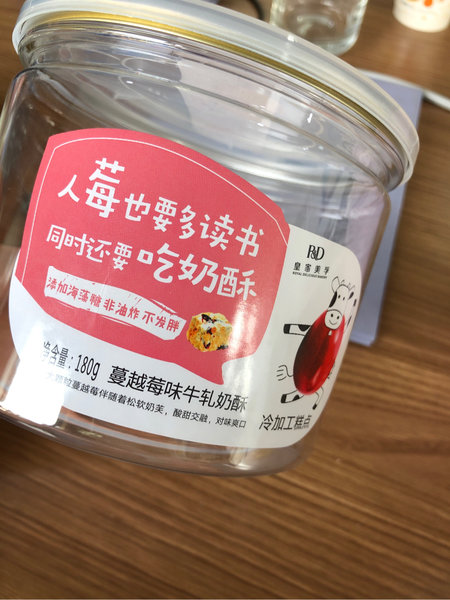 人莓也要多读书
同时还要吃奶酥
添加海藻糖 非油炸 不发胖
净含量：180g 蔓越莓味牛轧奶酥
蔓越莓伴随着松软奶芙，酸甜交融，对味爽口
R&D
皇家美孚
ROYAL DELICIOUS BAKERY
冷加工糕点